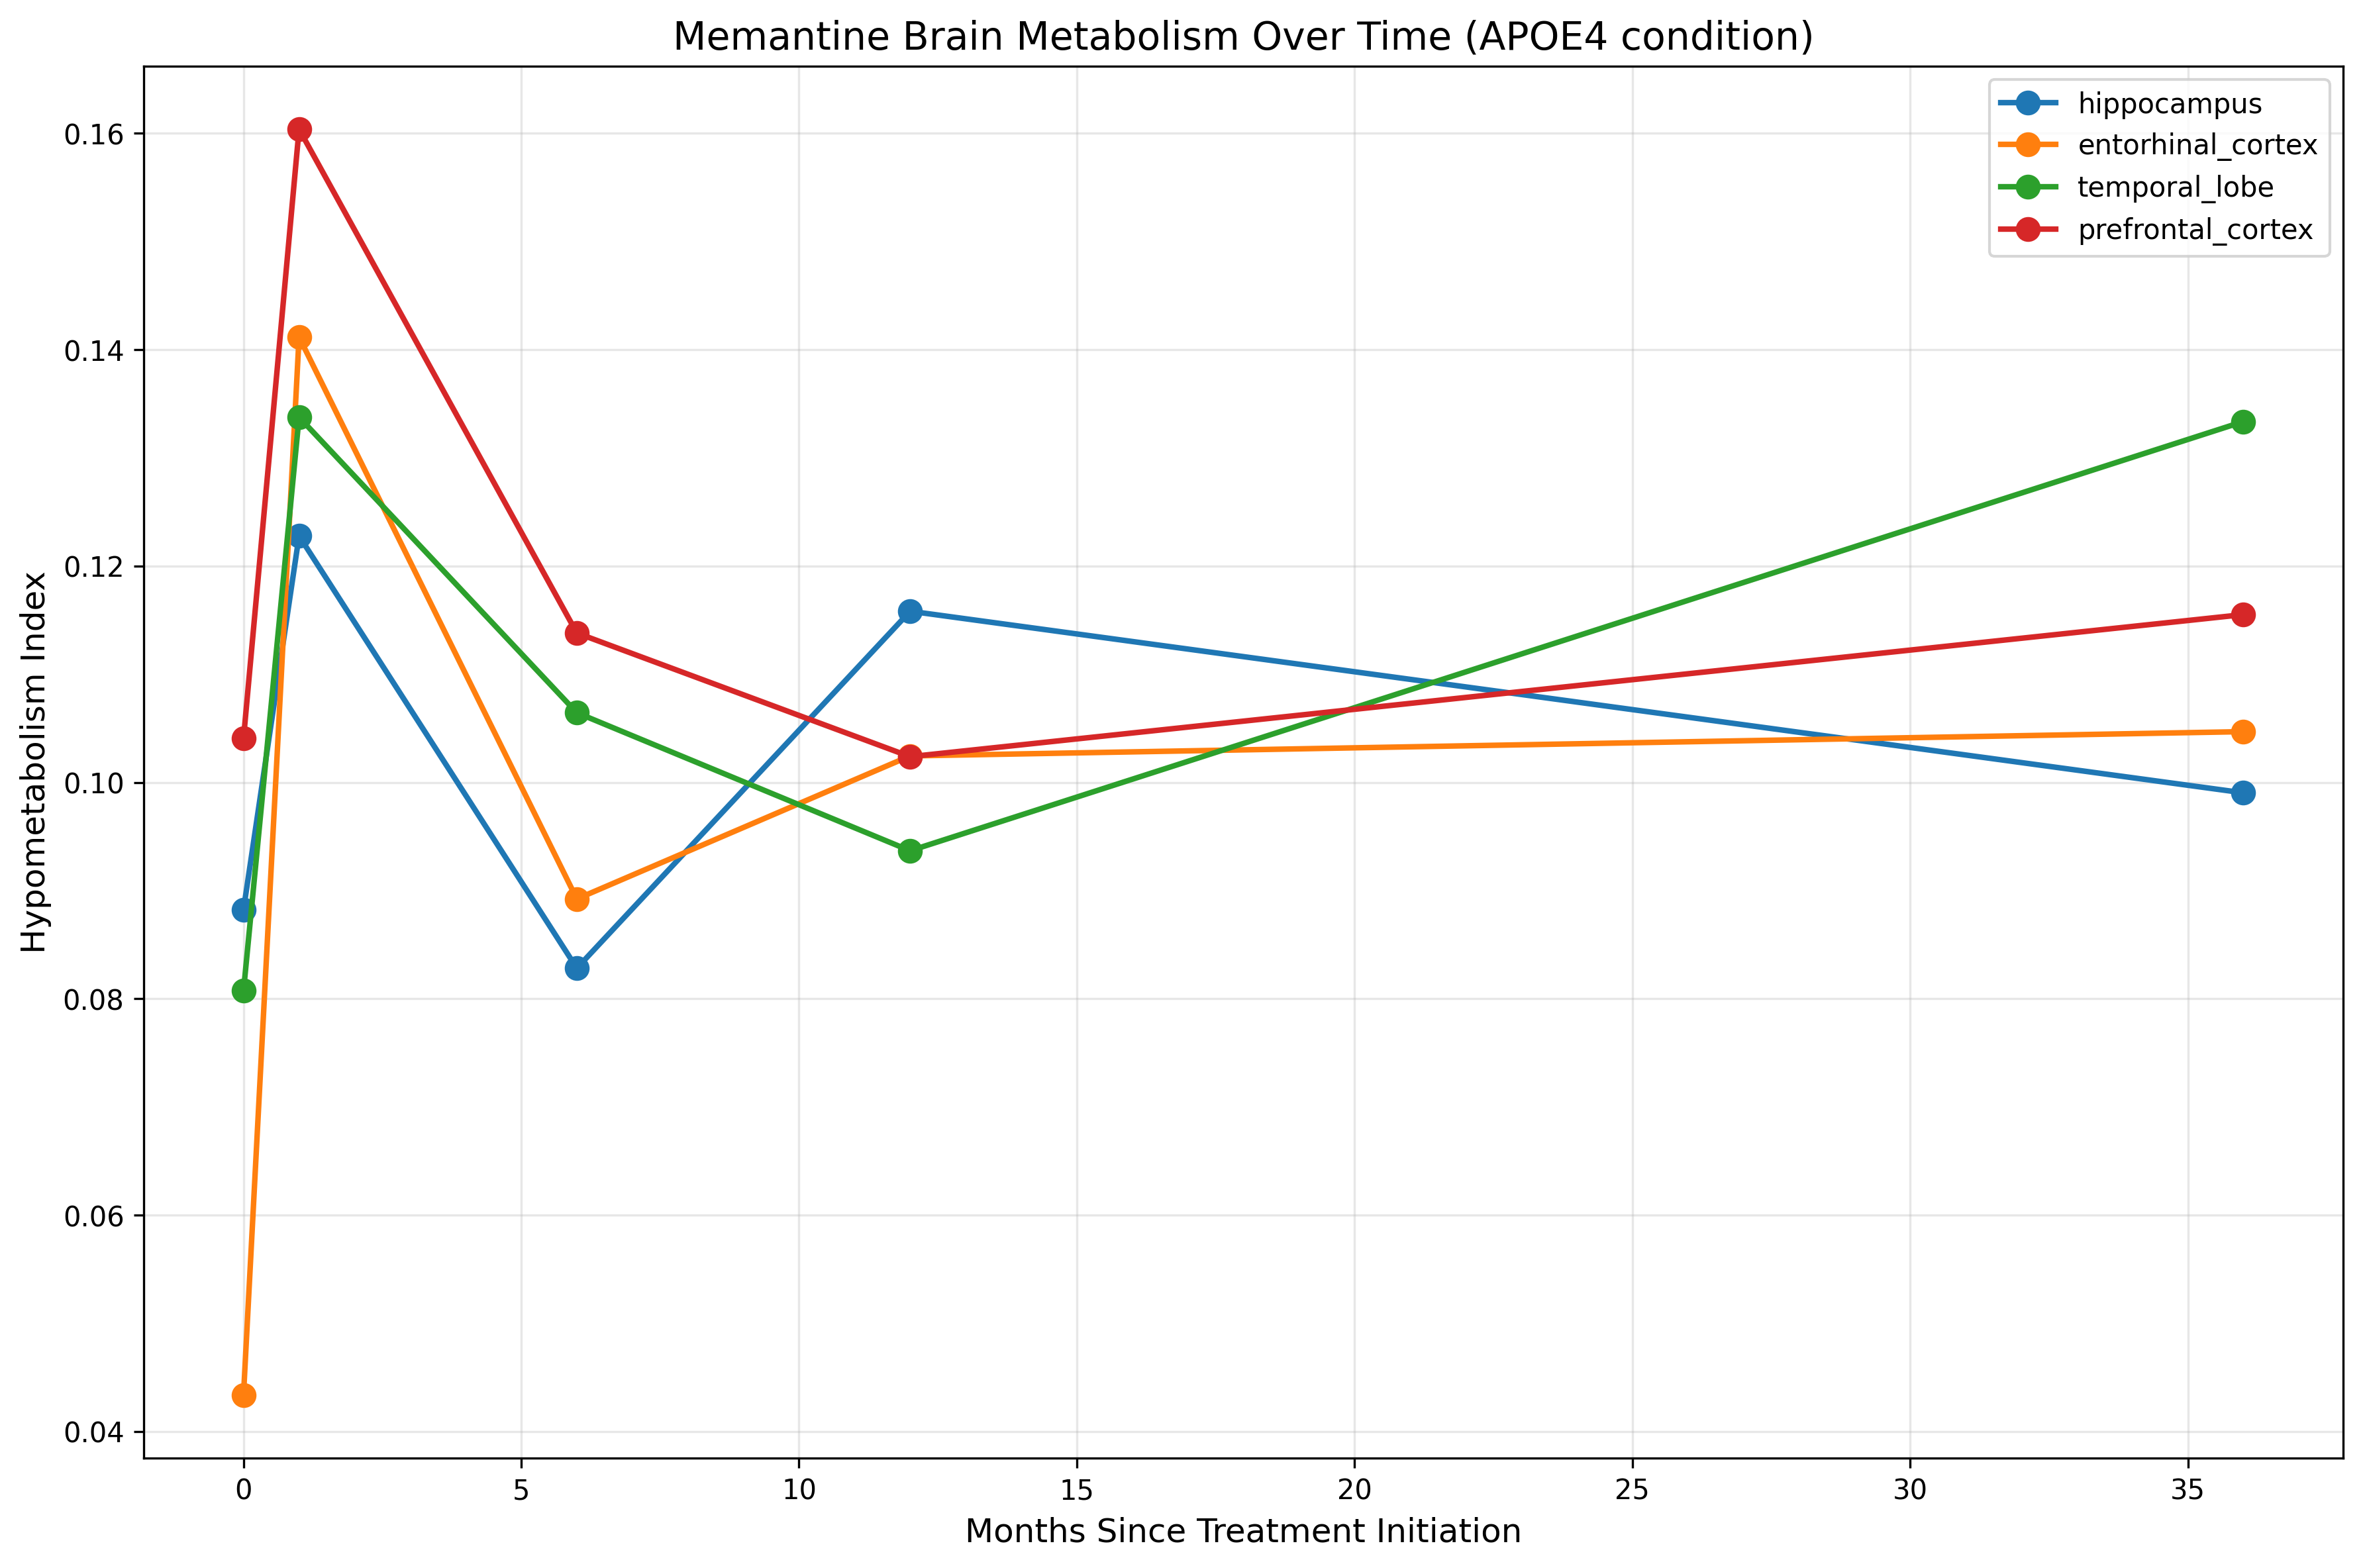 Memantine Brain Metabolism Over Time (APOE4 condition)
hippocampus
entorhinal_cortex
temporal_lobe
prefrontal_cortex
Hypometabolism Index
0.16
0.14
0.12
0.10
0.08
0.06
0.04
0 5 10 15 20 25 30 35
Months Since Treatment Initiation